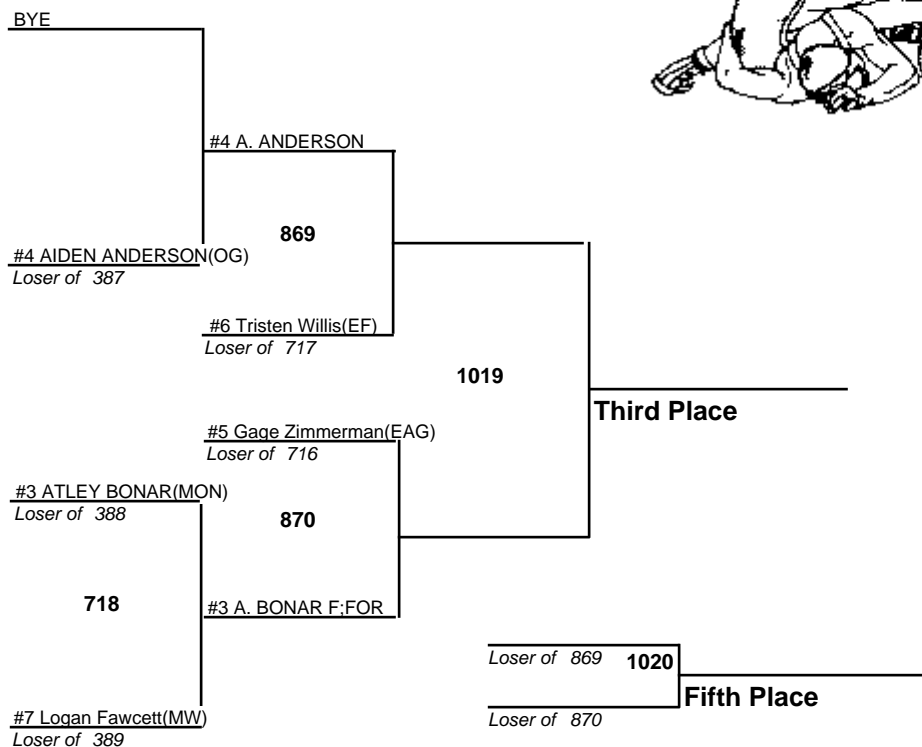 BYE
#4 A. ANDERSON
869
#4 AIDEN ANDERSON(OG)
Loser of 387
#6 Tristen Willis(EF)
Loser of 717
1019
Third Place
#5 Gage Zimmerman(EAG)
Loser of 716
#3 ATLEY BONAR(MON)
Loser of 388
870
718
#3 A. BONAR F;FOR
Loser of 869
1020
Fifth Place
Loser of 870
#7 Logan Fawcett(MW)
Loser of 389